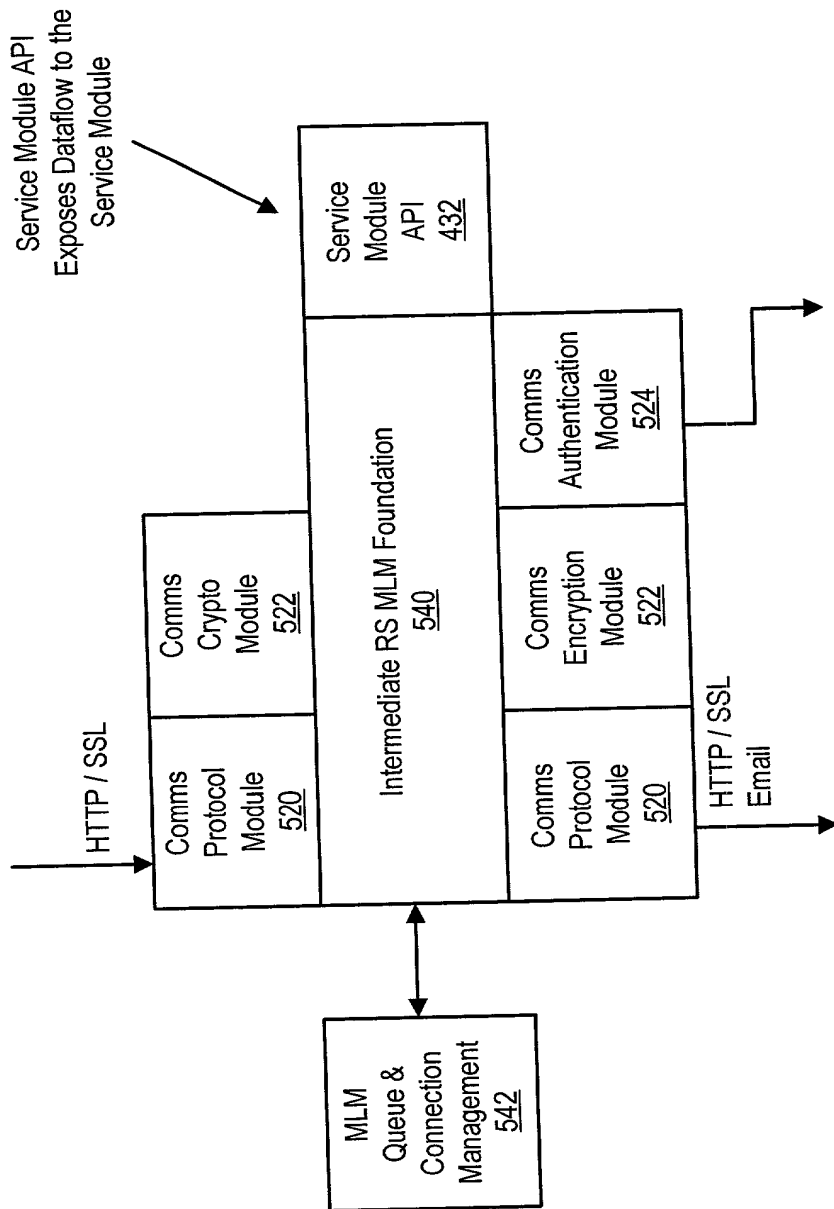 Service Module API
Exposes Dataflow to the
Service Module
HTTP / SSL
Comms
Protocol
Module
520
Comms
Crypto
Module
522
Service
Module
API
432
MLM
Queue &
Connection
Management
542
Intermediate RS MLM Foundation
540
Comms
Protocol
Module
520
Comms
Encryption
Module
522
Comms
Authentication
Module
524
HTTP / SSL
Email